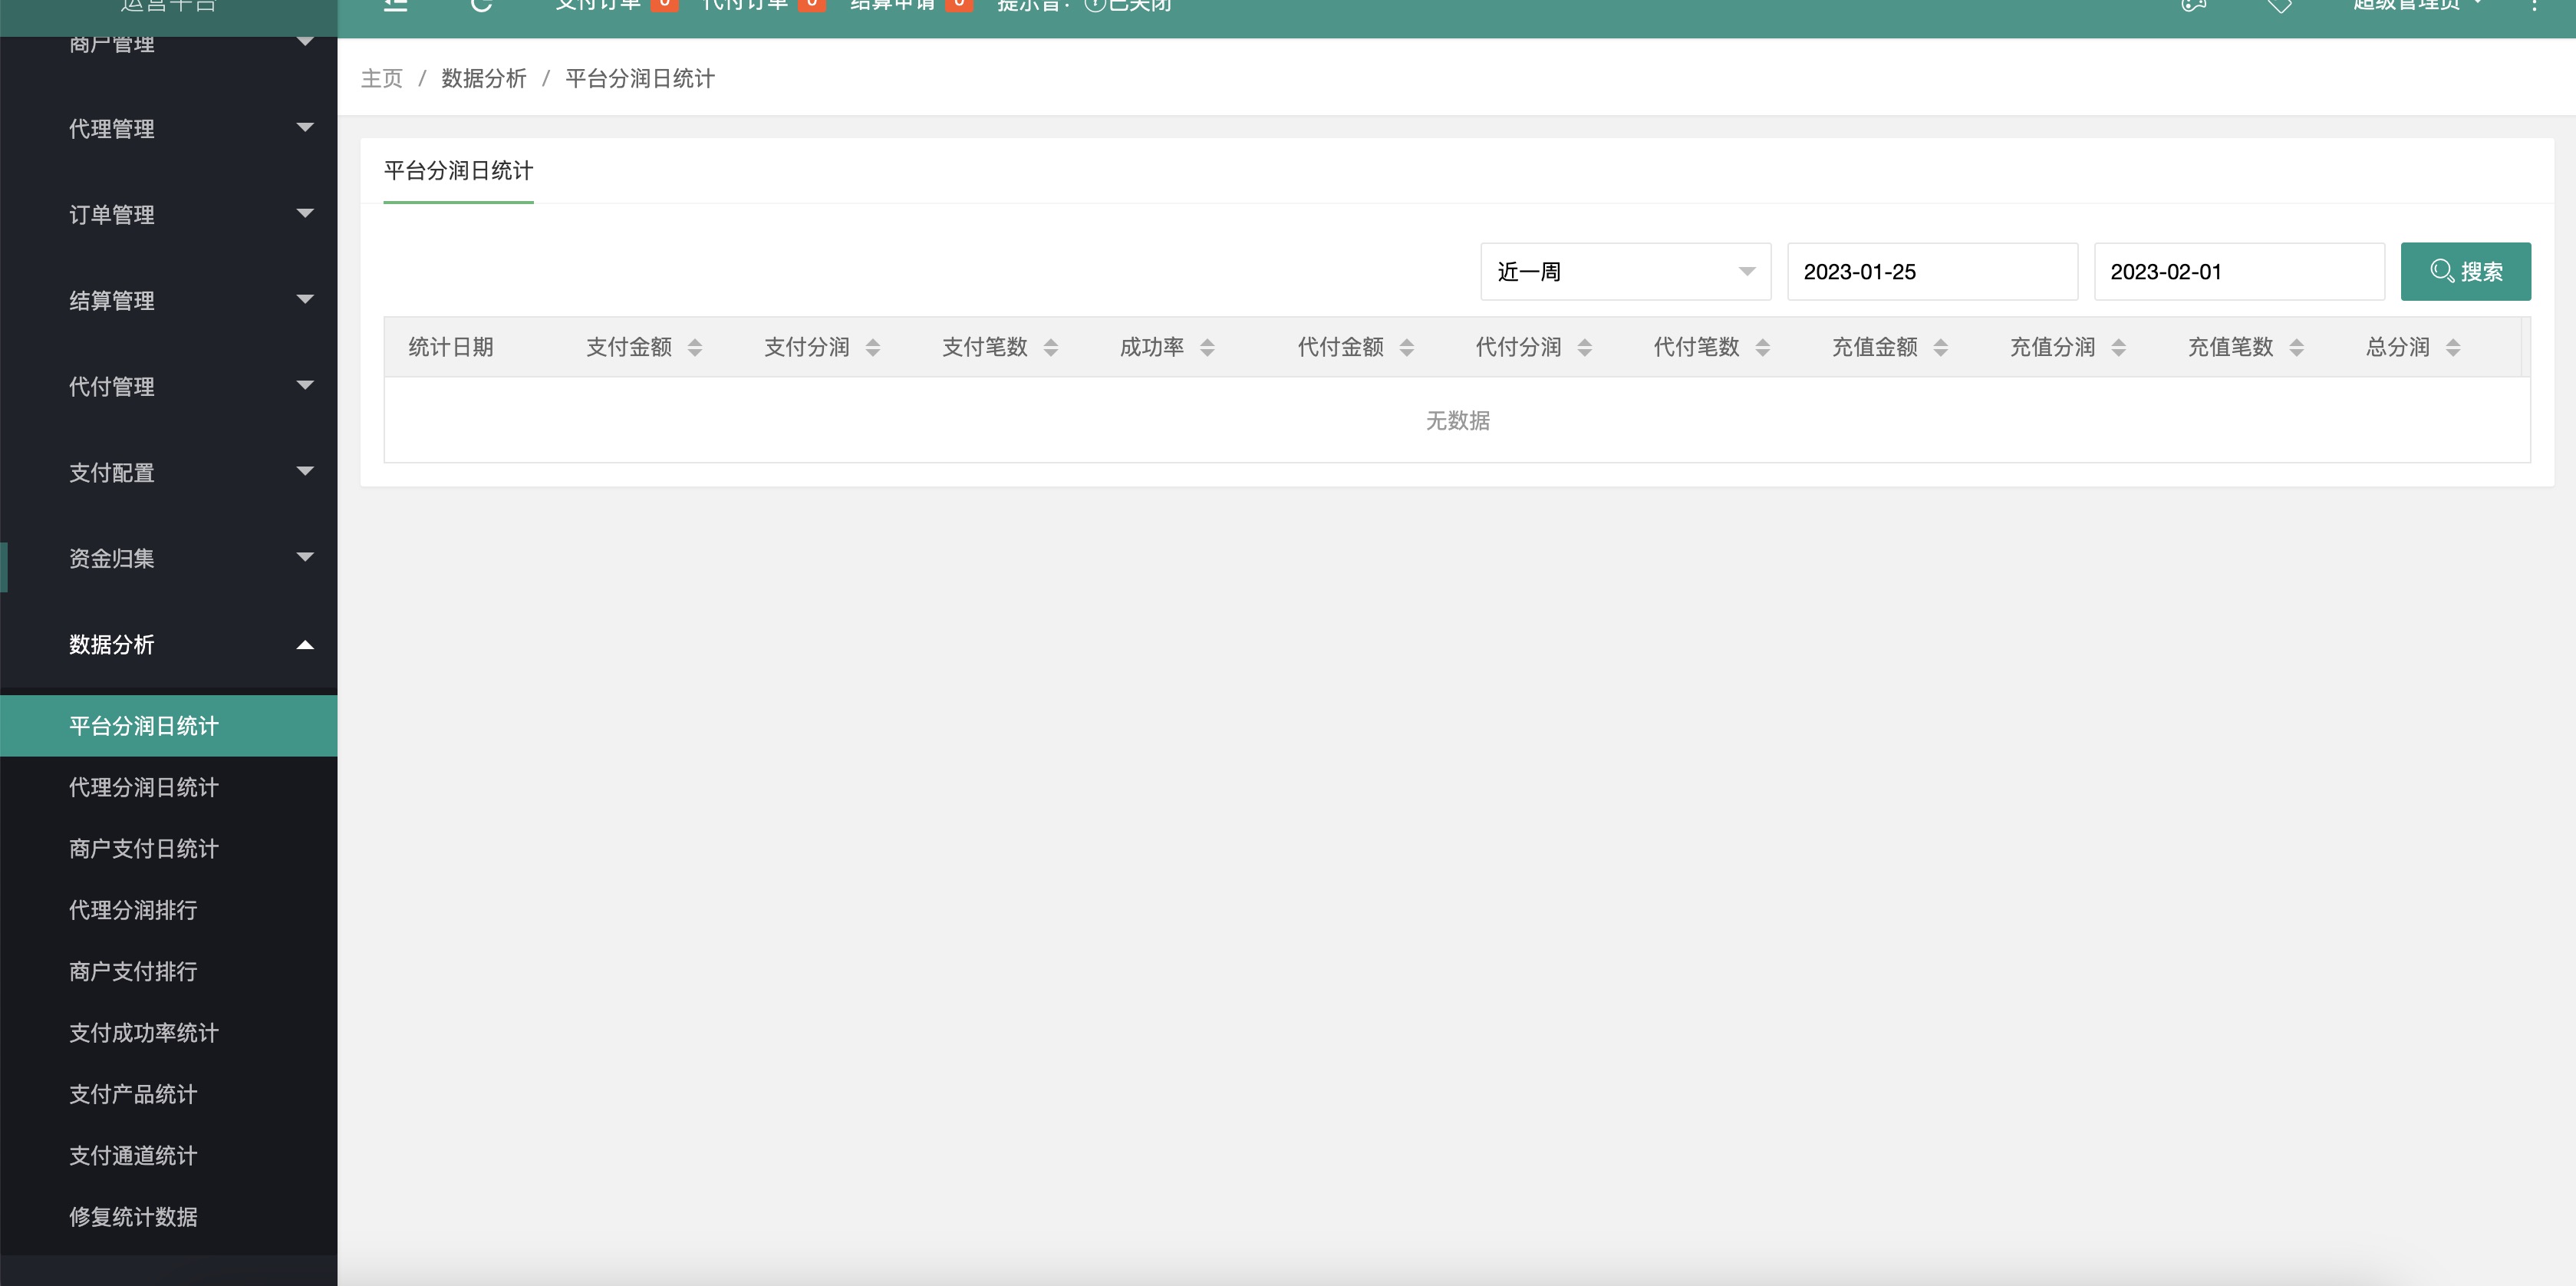 运营平台
支付订单 0 代付订单 0 结算申请 0 提示音： 已关闭
超级管理员
商户管理
代理管理
订单管理
结算管理
代付管理
支付配置
资金归集
数据分析
平台分润日统计
代理分润日统计
商户支付日统计
代理分润排行
商户支付排行
支付成功率统计
支付产品统计
支付通道统计
修复统计数据
主页 / 数据分析 / 平台分润日统计
平台分润日统计
近一周 2023-01-25 2023-02-01 搜索
统计日期 支付金额 支付分润 支付笔数 成功率 代付金额 代付分润 代付笔数 充值金额 充值分润 充值笔数 总分润
无数据